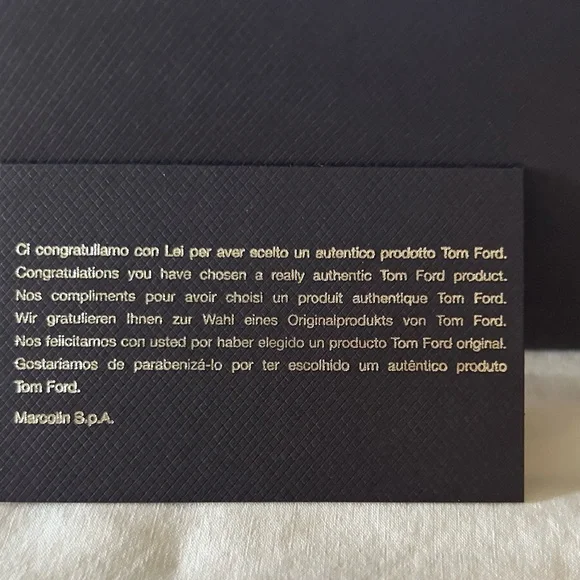 Ci congratuliamo con Lei per aver scelto un autentico prodotto Tom Ford.
Congratulations you have chosen a really authentic Tom Ford product.
Nos compliments pour avoir choisi un produit authentique Tom Ford.
Wir gratulieren Ihnen zur Wahl eines Originalprodukts von Tom Ford.
Nos felicitamos con usted por haber elegido un producto Tom Ford original.
Gostaríamos de parabenizá-lo por ter escolhido um autêntico produto
Tom Ford.
Marcolin S.p.A.